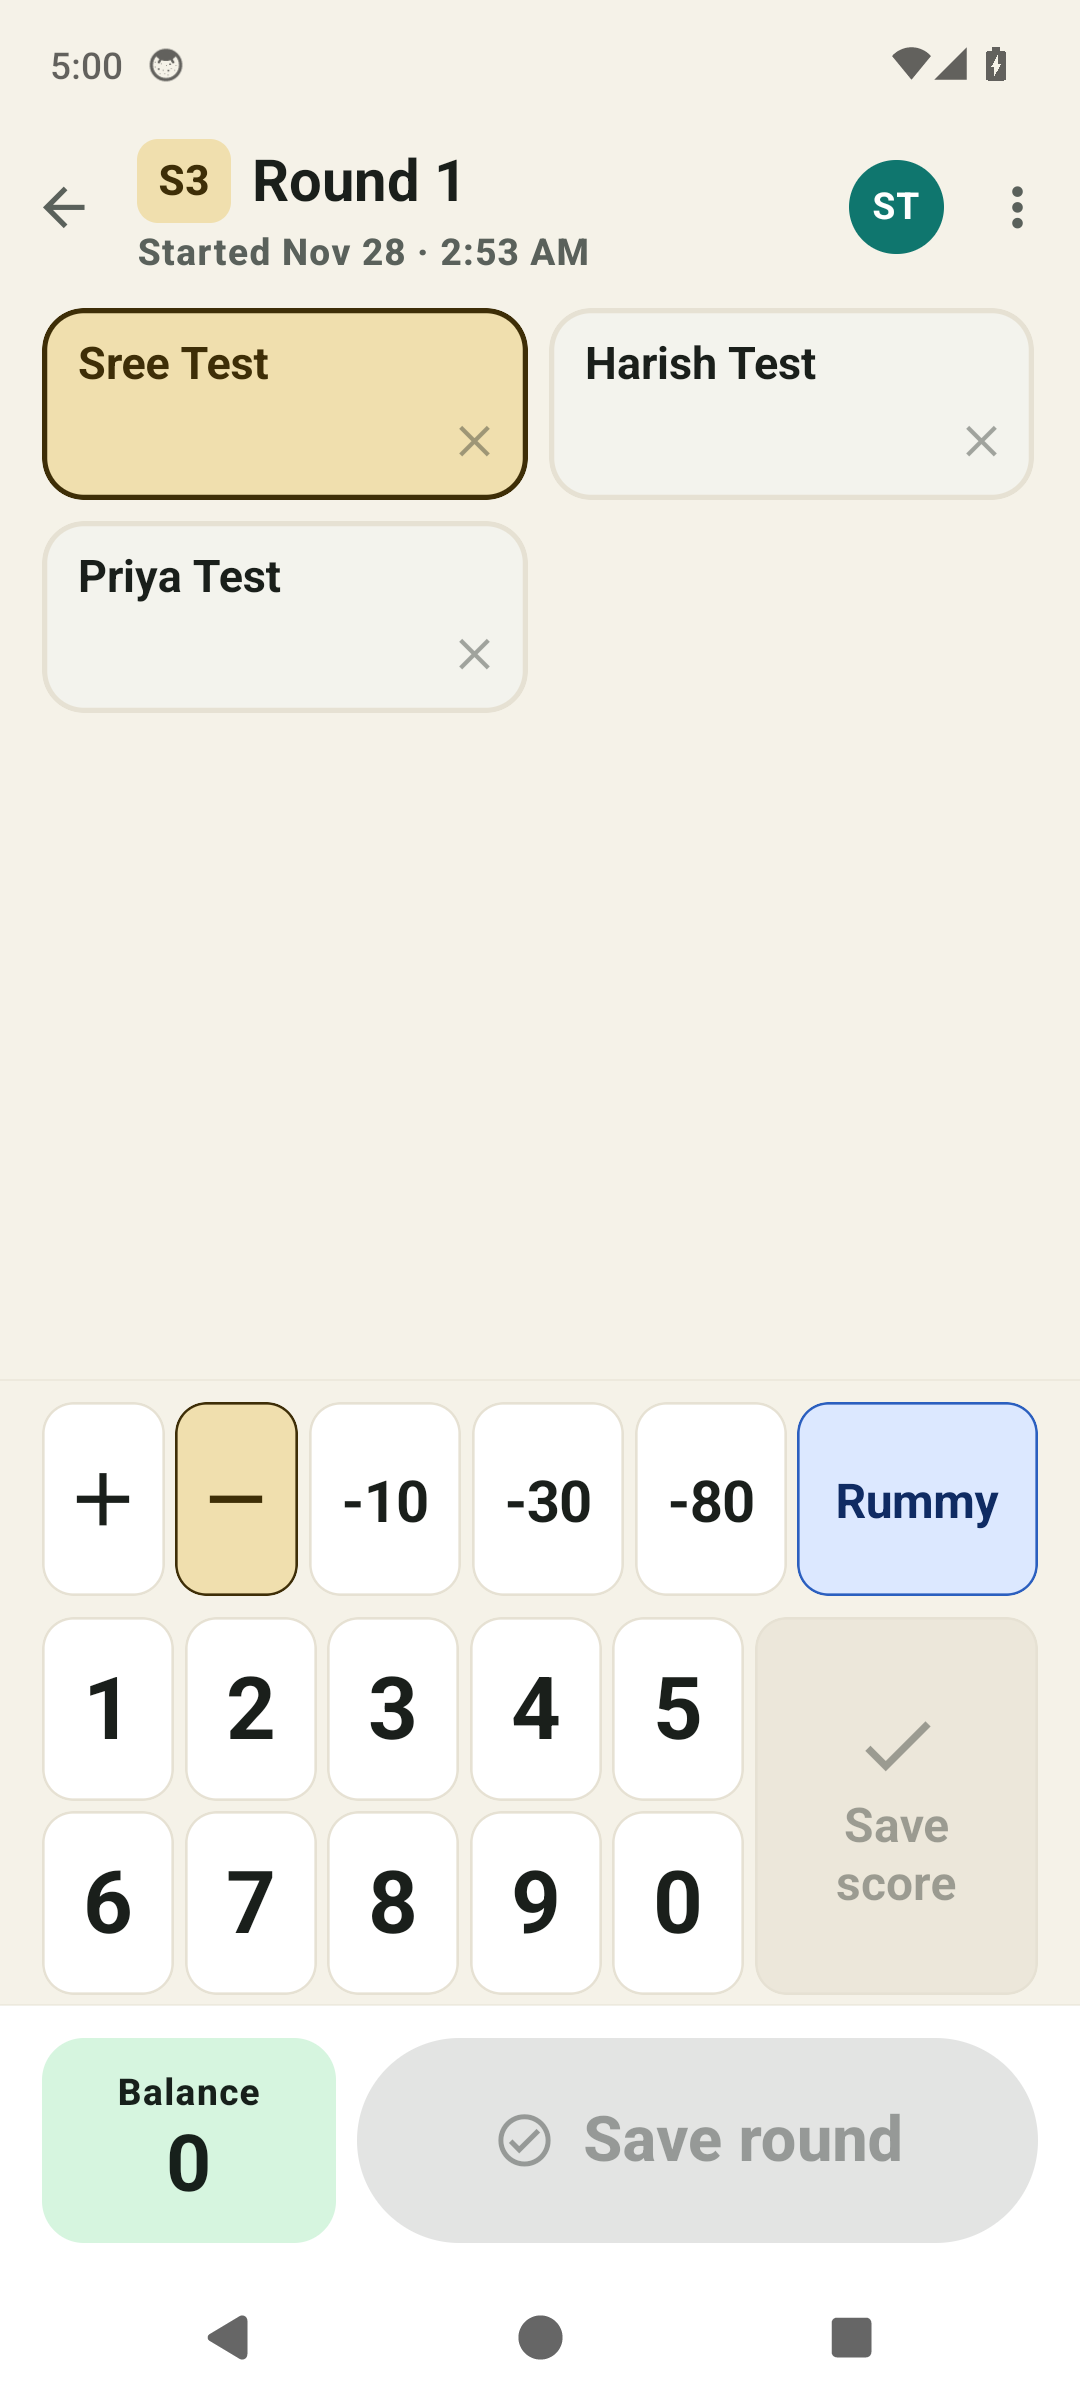 5:00
S3 Round 1
Started Nov 28 · 2:53 AM
ST
Sree Test
Harish Test
Priya Test
+ − -10 -30 -80 Rummy
1 2 3 4 5
6 7 8 9 0
Save
score
Balance
0
Save round